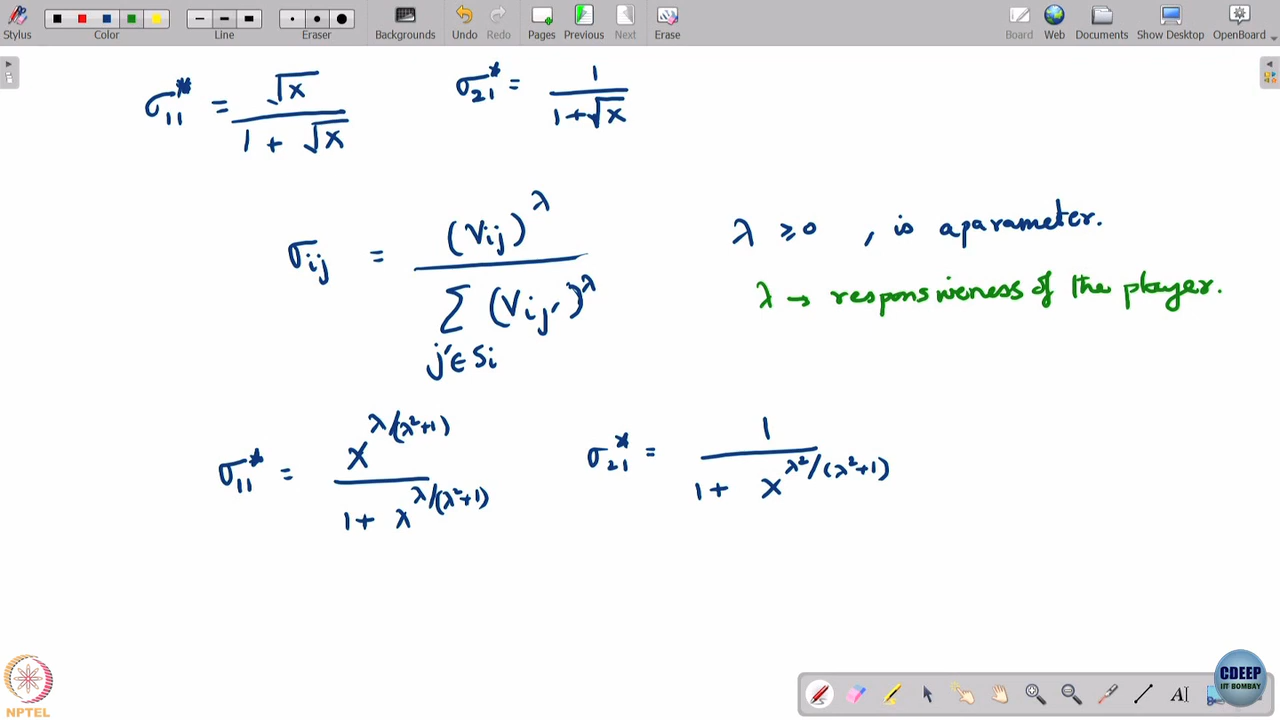 Stylus Color Line Eraser Backgrounds Undo Redo Pages Previous Next Erase Board Web Documents Show Desktop OpenBoard
σ₁₁* = √x / (1 + √x)   σ₂₁* = 1 / (1+√x)
σᵢⱼ = (Vᵢⱼ)^λ / Σ_{j'∈Sᵢ} (Vᵢⱼ')^λ   λ ≥0 , is aparameter.
λ → responsiveness of the player.
σ₁₁* = x^{λ/(λ²+1)} / (1+ x^{λ/(λ²+1)})   σ₂₁* = 1 / (1+ x^{λ²/(λ²+1)})
NPTEL
CDEEP
IIT BOMBAY